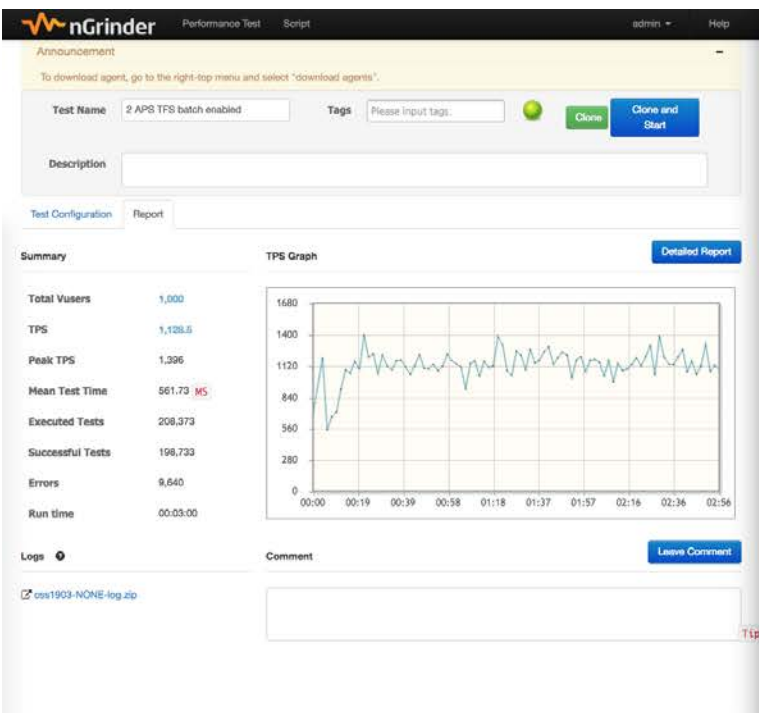 nGrinder Performance Test Script admin Help
Announcement
To download agent, go to the right-top menu and select "download agents".
Test Name 2 APS TFS batch enabled Tags Please input tags. Clone Clone and Start
Description
Test Configuration Report
Summary TPS Graph Detailed Report
Total Vusers 1,000
TPS 1,128.5
Peak TPS 1,396
Mean Test Time 561.73 MS
Executed Tests 208,373
Successful Tests 198,733
Errors 9,640
Run time 00:03:00
1680
1400
1120
840
560
280
0
00:00 00:19 00:39 00:58 01:18 01:37 01:57 02:16 02:36 02:56
Logs Comment Leave Comment
oss1903-NONE-log.zip
Tip